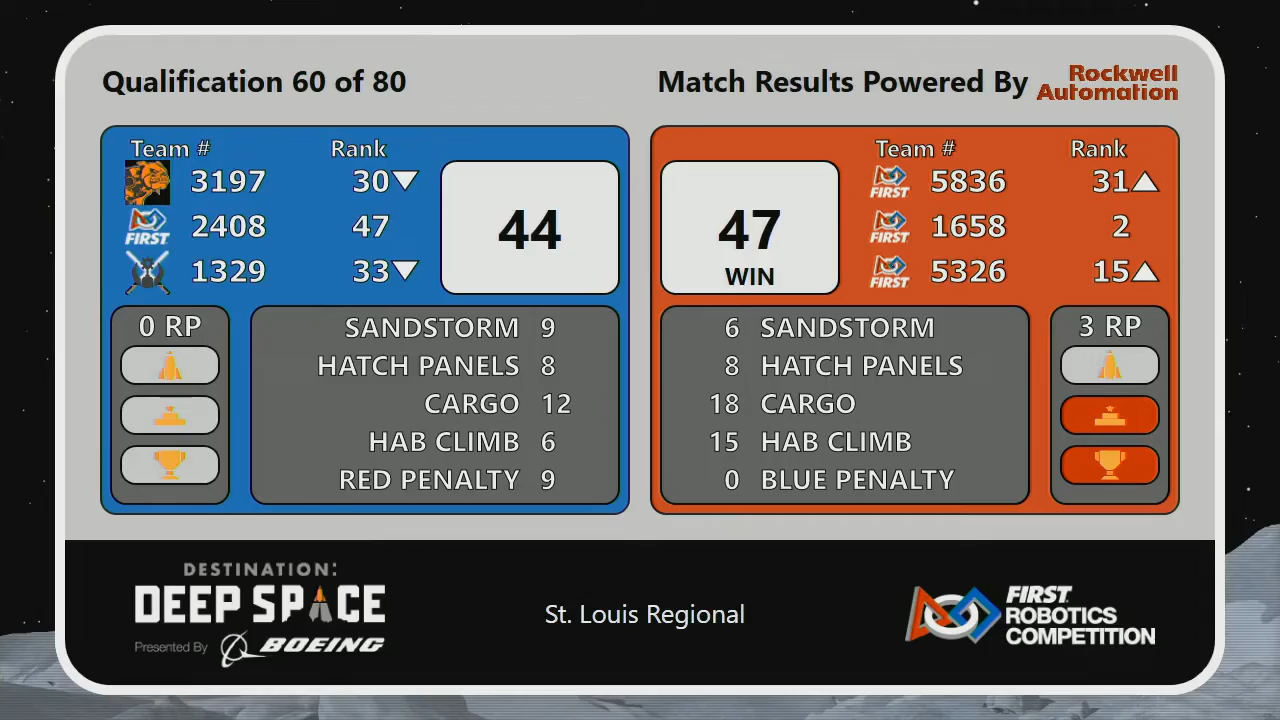 Qualification 60 of 80
Match Results Powered By Rockwell Automation
Team # Rank
3197 30
2408 47
1329 33
44
47
WIN
Team # Rank
5836 31
1658 2
5326 15
0 RP
SANDSTORM 9
HATCH PANELS 8
CARGO 12
HAB CLIMB 6
RED PENALTY 9
6 SANDSTORM
8 HATCH PANELS
18 CARGO
15 HAB CLIMB
0 BLUE PENALTY
3 RP
FIRST
FIRST
FIRST
FIRST
DESTINATION:
DEEP SPACE
Presented By BOEING
St. Louis Regional
FIRST
ROBOTICS
COMPETITION